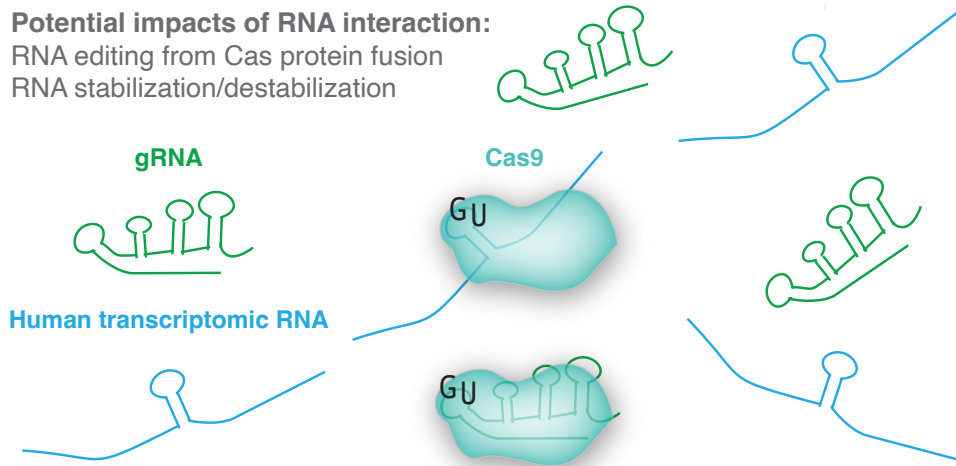 Potential impacts of RNA interaction:
RNA editing from Cas protein fusion
RNA stabilization/destabilization
gRNA
Cas9
GU
Human transcriptomic RNA
GU